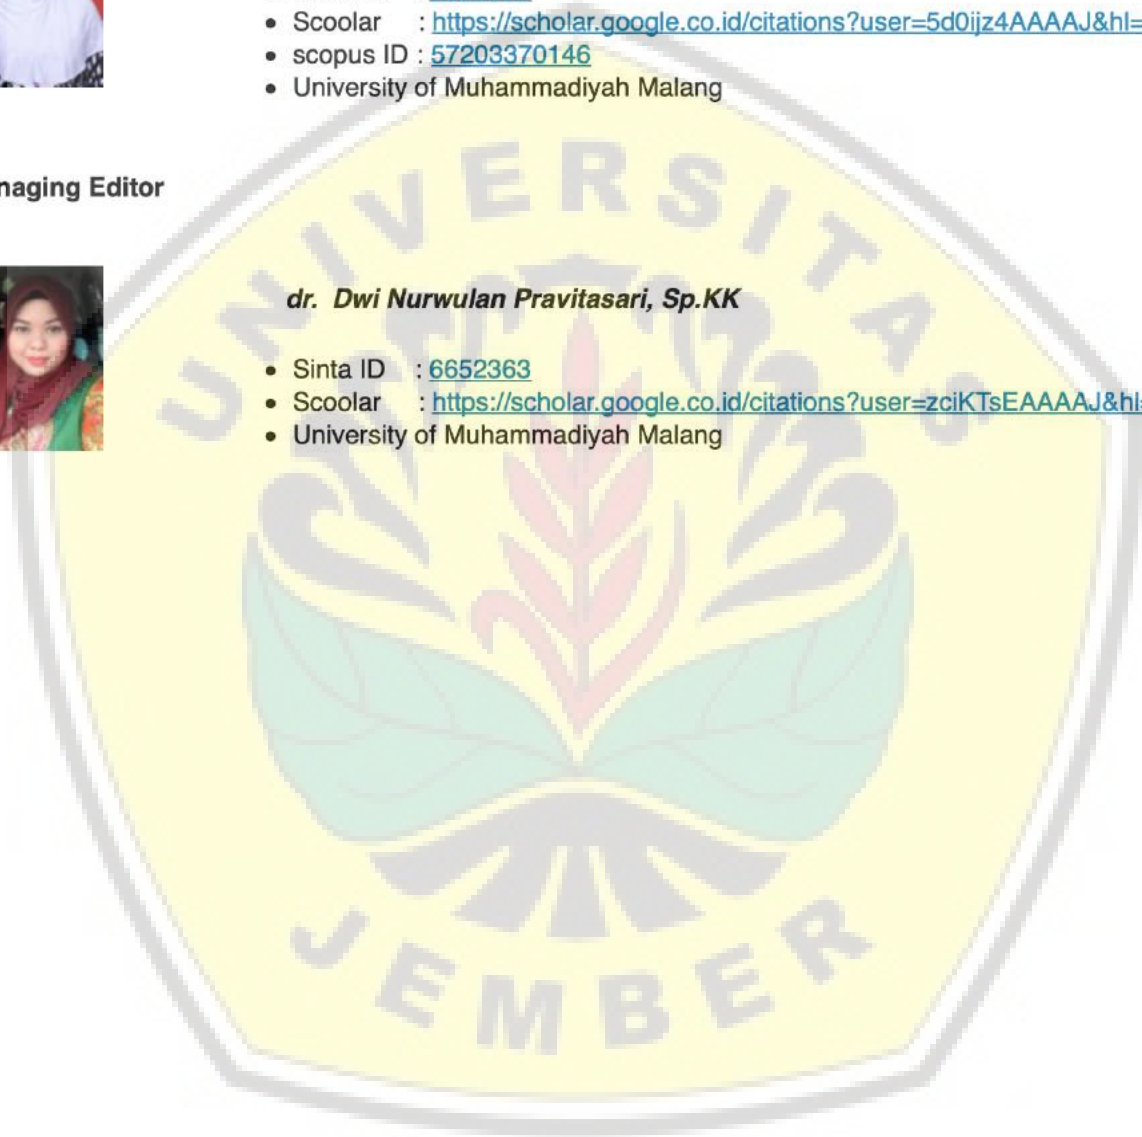 • Scoolar : https://scholar.google.co.id/citations?user=5d0ijz4AAAAJ&hl=
• scopus ID : 57203370146
• University of Muhammadiyah Malang
naging Editor
UNIVERSITAS
dr. Dwi Nurwulan Pravitasari, Sp.KK
• Sinta ID : 6652363
• Scoolar : https://scholar.google.co.id/citations?user=zciKTsEAAAAJ&hl=
• University of Muhammadiyah Malang
JEMBER